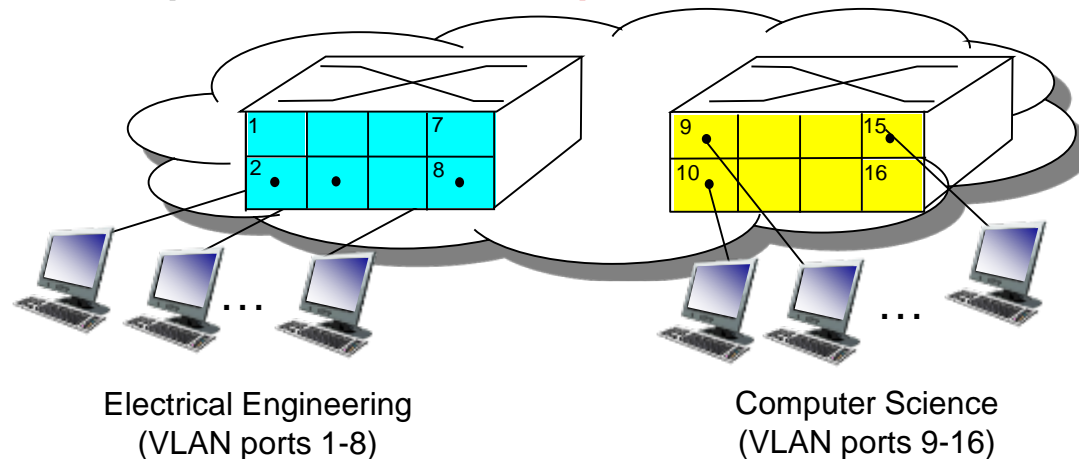 1 7
2 8
9 15
10 16
...
...
Electrical Engineering
(VLAN ports 1-8)
Computer Science
(VLAN ports 9-16)